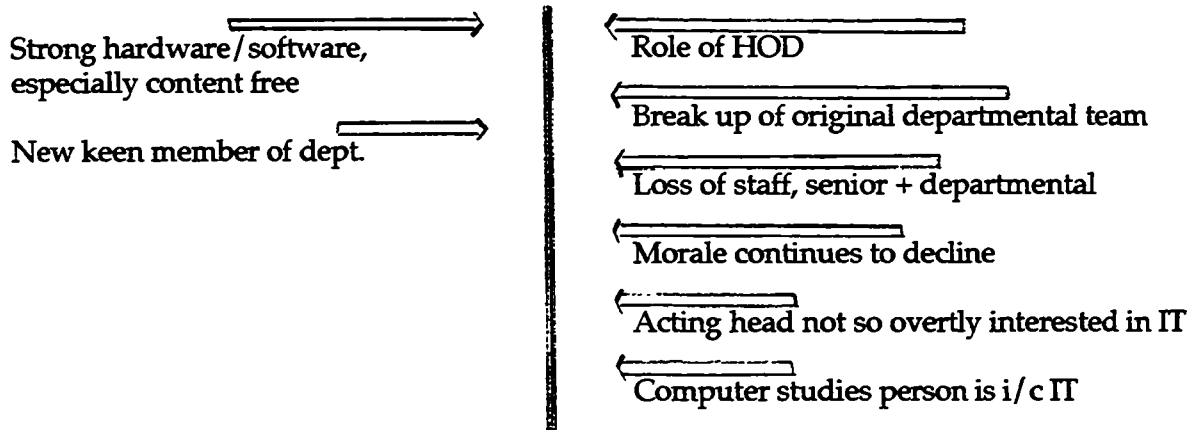 Strong hardware/software,
especially content free
New keen member of dept.
Role of HOD
Break up of original departmental team
Loss of staff, senior + departmental
Morale continues to decline
Acting head not so overtly interested in IT
Computer studies person is i/c IT